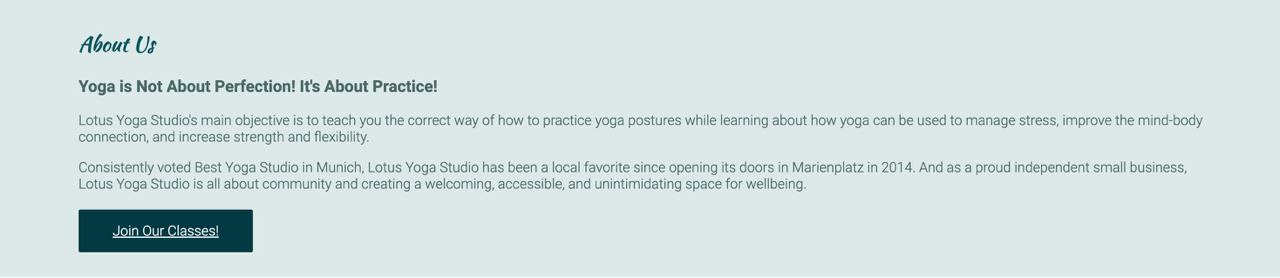 About Us
Yoga is Not About Perfection! It's About Practice!
Lotus Yoga Studio's main objective is to teach you the correct way of how to practice yoga postures while learning about how yoga can be used to manage stress, improve the mind-body
connection, and increase strength and flexibility.
Consistently voted Best Yoga Studio in Munich, Lotus Yoga Studio has been a local favorite since opening its doors in Marienplatz in 2014. And as a proud independent small business,
Lotus Yoga Studio is all about community and creating a welcoming, accessible, and unintimidating space for wellbeing.
Join Our Classes!